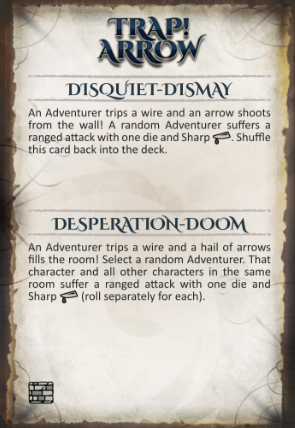 TRAP!
ARROW
DISQUIET-DISMAY
An Adventurer trips a wire and an arrow shoots
from the wall! A random Adventurer suffers a
ranged attack with one die and Sharp . Shuffle
this card back into the deck.
DESPERATION-DOOM
An Adventurer trips a wire and a hail of arrows
fills the room! Select a random Adventurer. That
character and all other characters in the same
room suffer a ranged attack with one die and
Sharp (roll separately for each).